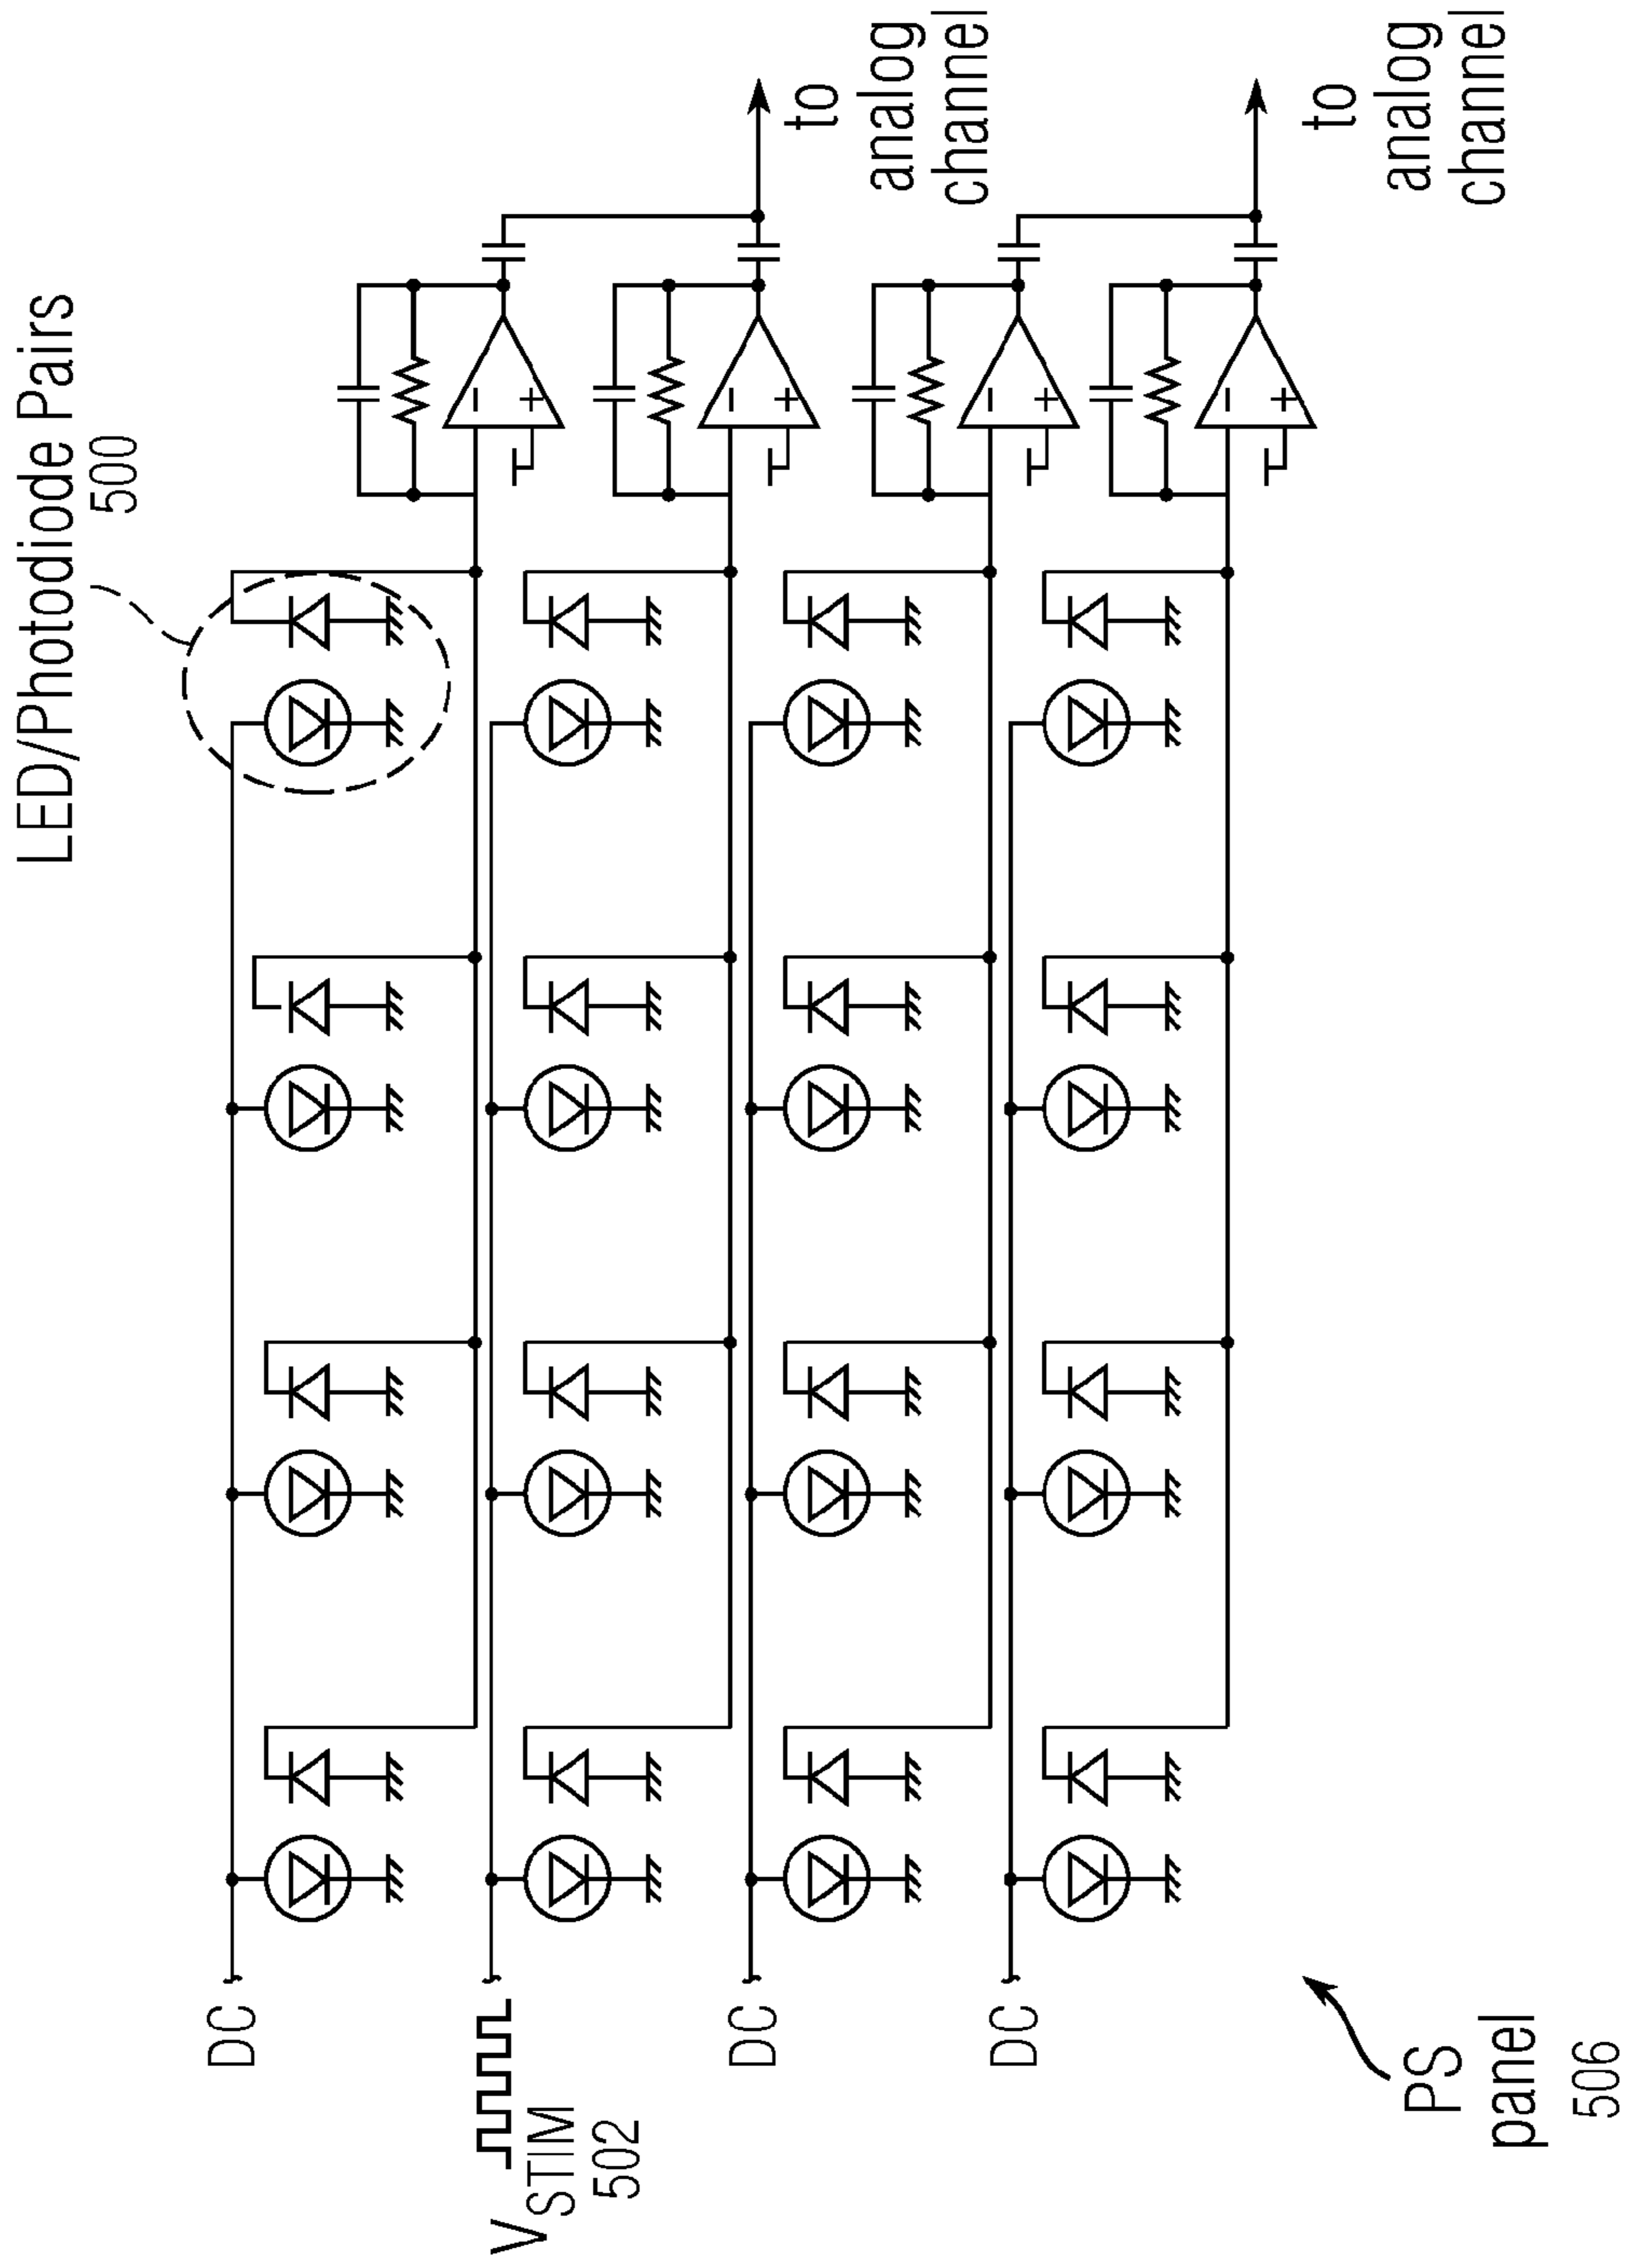 LED/Photodiode Pairs
500
to
analog
channel
to
analog
channel
DC
VSTIM
502
DC
DC
PS
panel
506